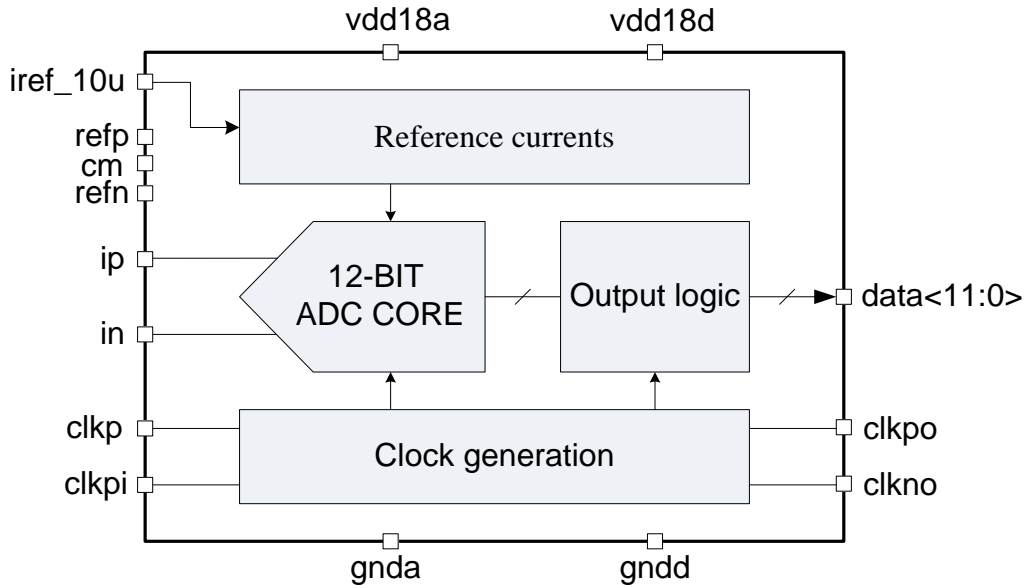 vdd18a
vdd18d
iref_10u
refp
cm
refn
Reference currents
ip
in
12-BIT
ADC CORE
Output logic
data<11:0>
clkp
clkpi
Clock generation
clkpo
clkno
gnda
gndd